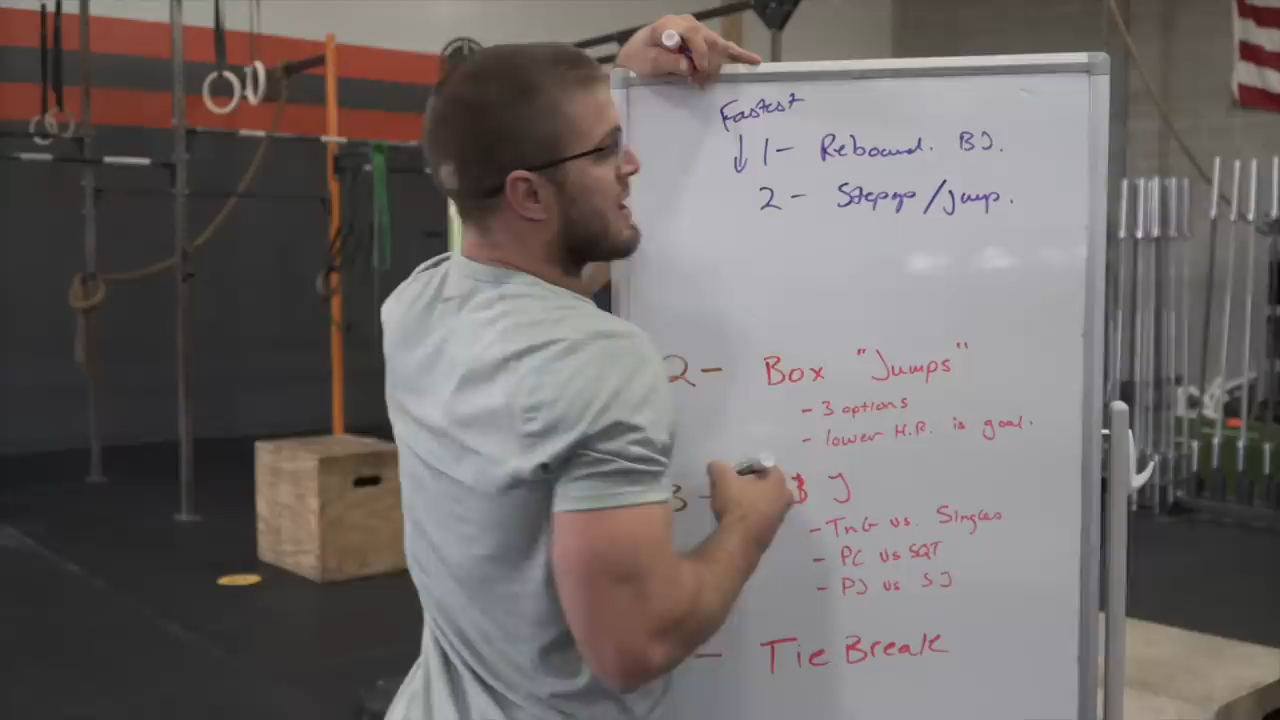 Fastest
↓ 1- Rebound. BJ.
2- Stepup/jump.
2- Box "Jumps"
- 3 options
- lower H.R. is goal.
3- J
- TnG vs. Singles
- PC vs SQT
- PJ vs SJ
- Tie Break